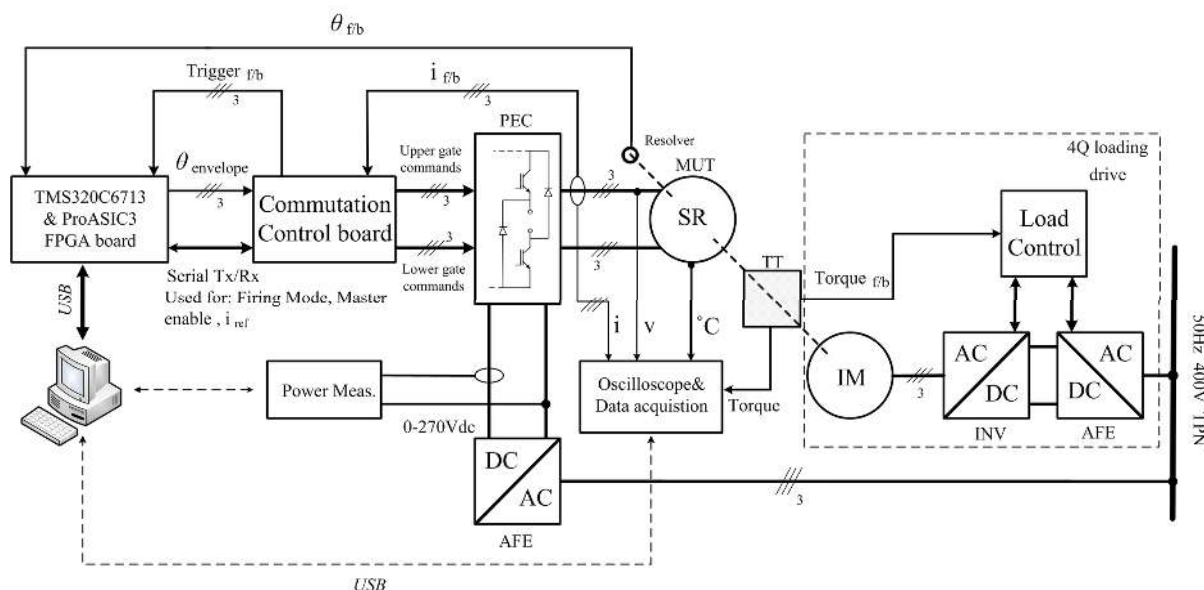 θ f/b
Trigger f/b
3
i f/b
3
PEC
Resolver
MUT
4Q loading
drive
θ envelope
3
Upper gate
commands
3
3
TMS320C6713
& ProASIC3
FPGA board
Commutation
Control board
SR
Load
Control
Lower gate
commands
3
3
TT
Torque f/b
Serial Tx/Rx
Used for: Firing Mode, Master
enable , i ref
USB
3
i
v
°C
IM
3
AC
DC
INV
AC
DC
AFE
50Hz 400V TPN
Power Meas.
0-270Vdc
Oscilloscope&
Data acquistion
Torque
DC
AC
AFE
3
USB